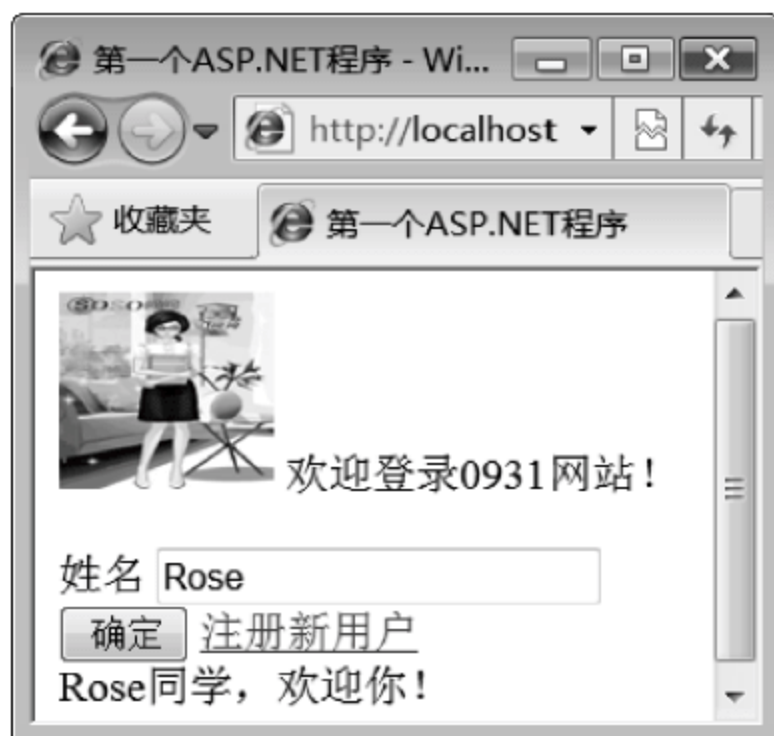 第一个ASP.NET程序 - Wi...
http://localhost
收藏夹
第一个ASP.NET程序
欢迎登录0931网站！
姓名 Rose
确定 注册新用户
Rose同学，欢迎你！